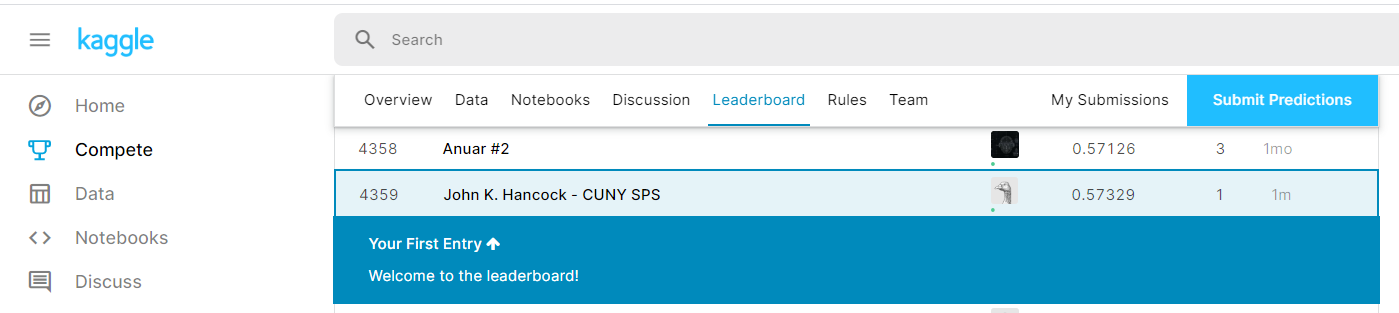 kaggle
Search
Home
Compete
Data
Notebooks
Discuss
Overview Data Notebooks Discussion Leaderboard Rules Team My Submissions Submit Predictions
4358 Anuar #2 0.57126 3 1mo
4359 John K. Hancock - CUNY SPS 0.57329 1 1m
Your First Entry
Welcome to the leaderboard!